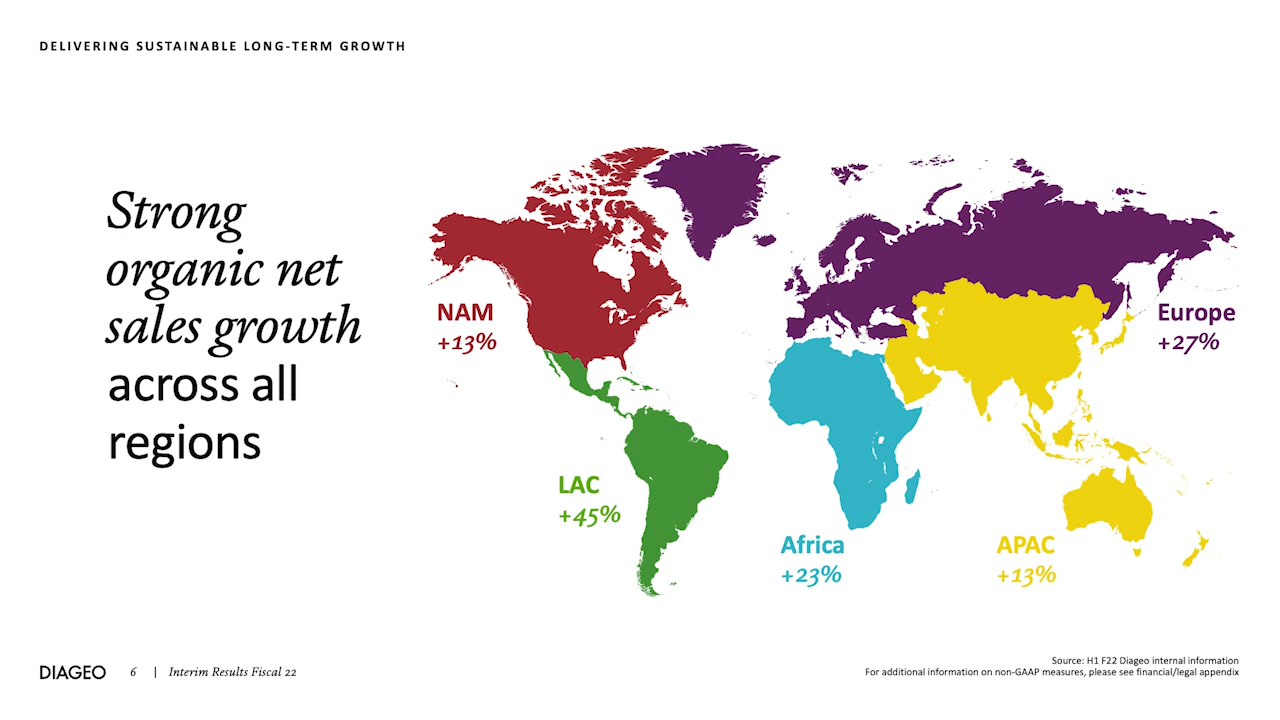 DELIVERING SUSTAINABLE LONG-TERM GROWTH
Strong
organic net
sales growth
across all
regions
NAM
+13%
LAC
+45%
Africa
+23%
APAC
+13%
Europe
+27%
DIAGEO 6 | Interim Results Fiscal 22
Source: H1 F22 Diageo internal information
For additional information on non-GAAP measures, please see financial/legal appendix